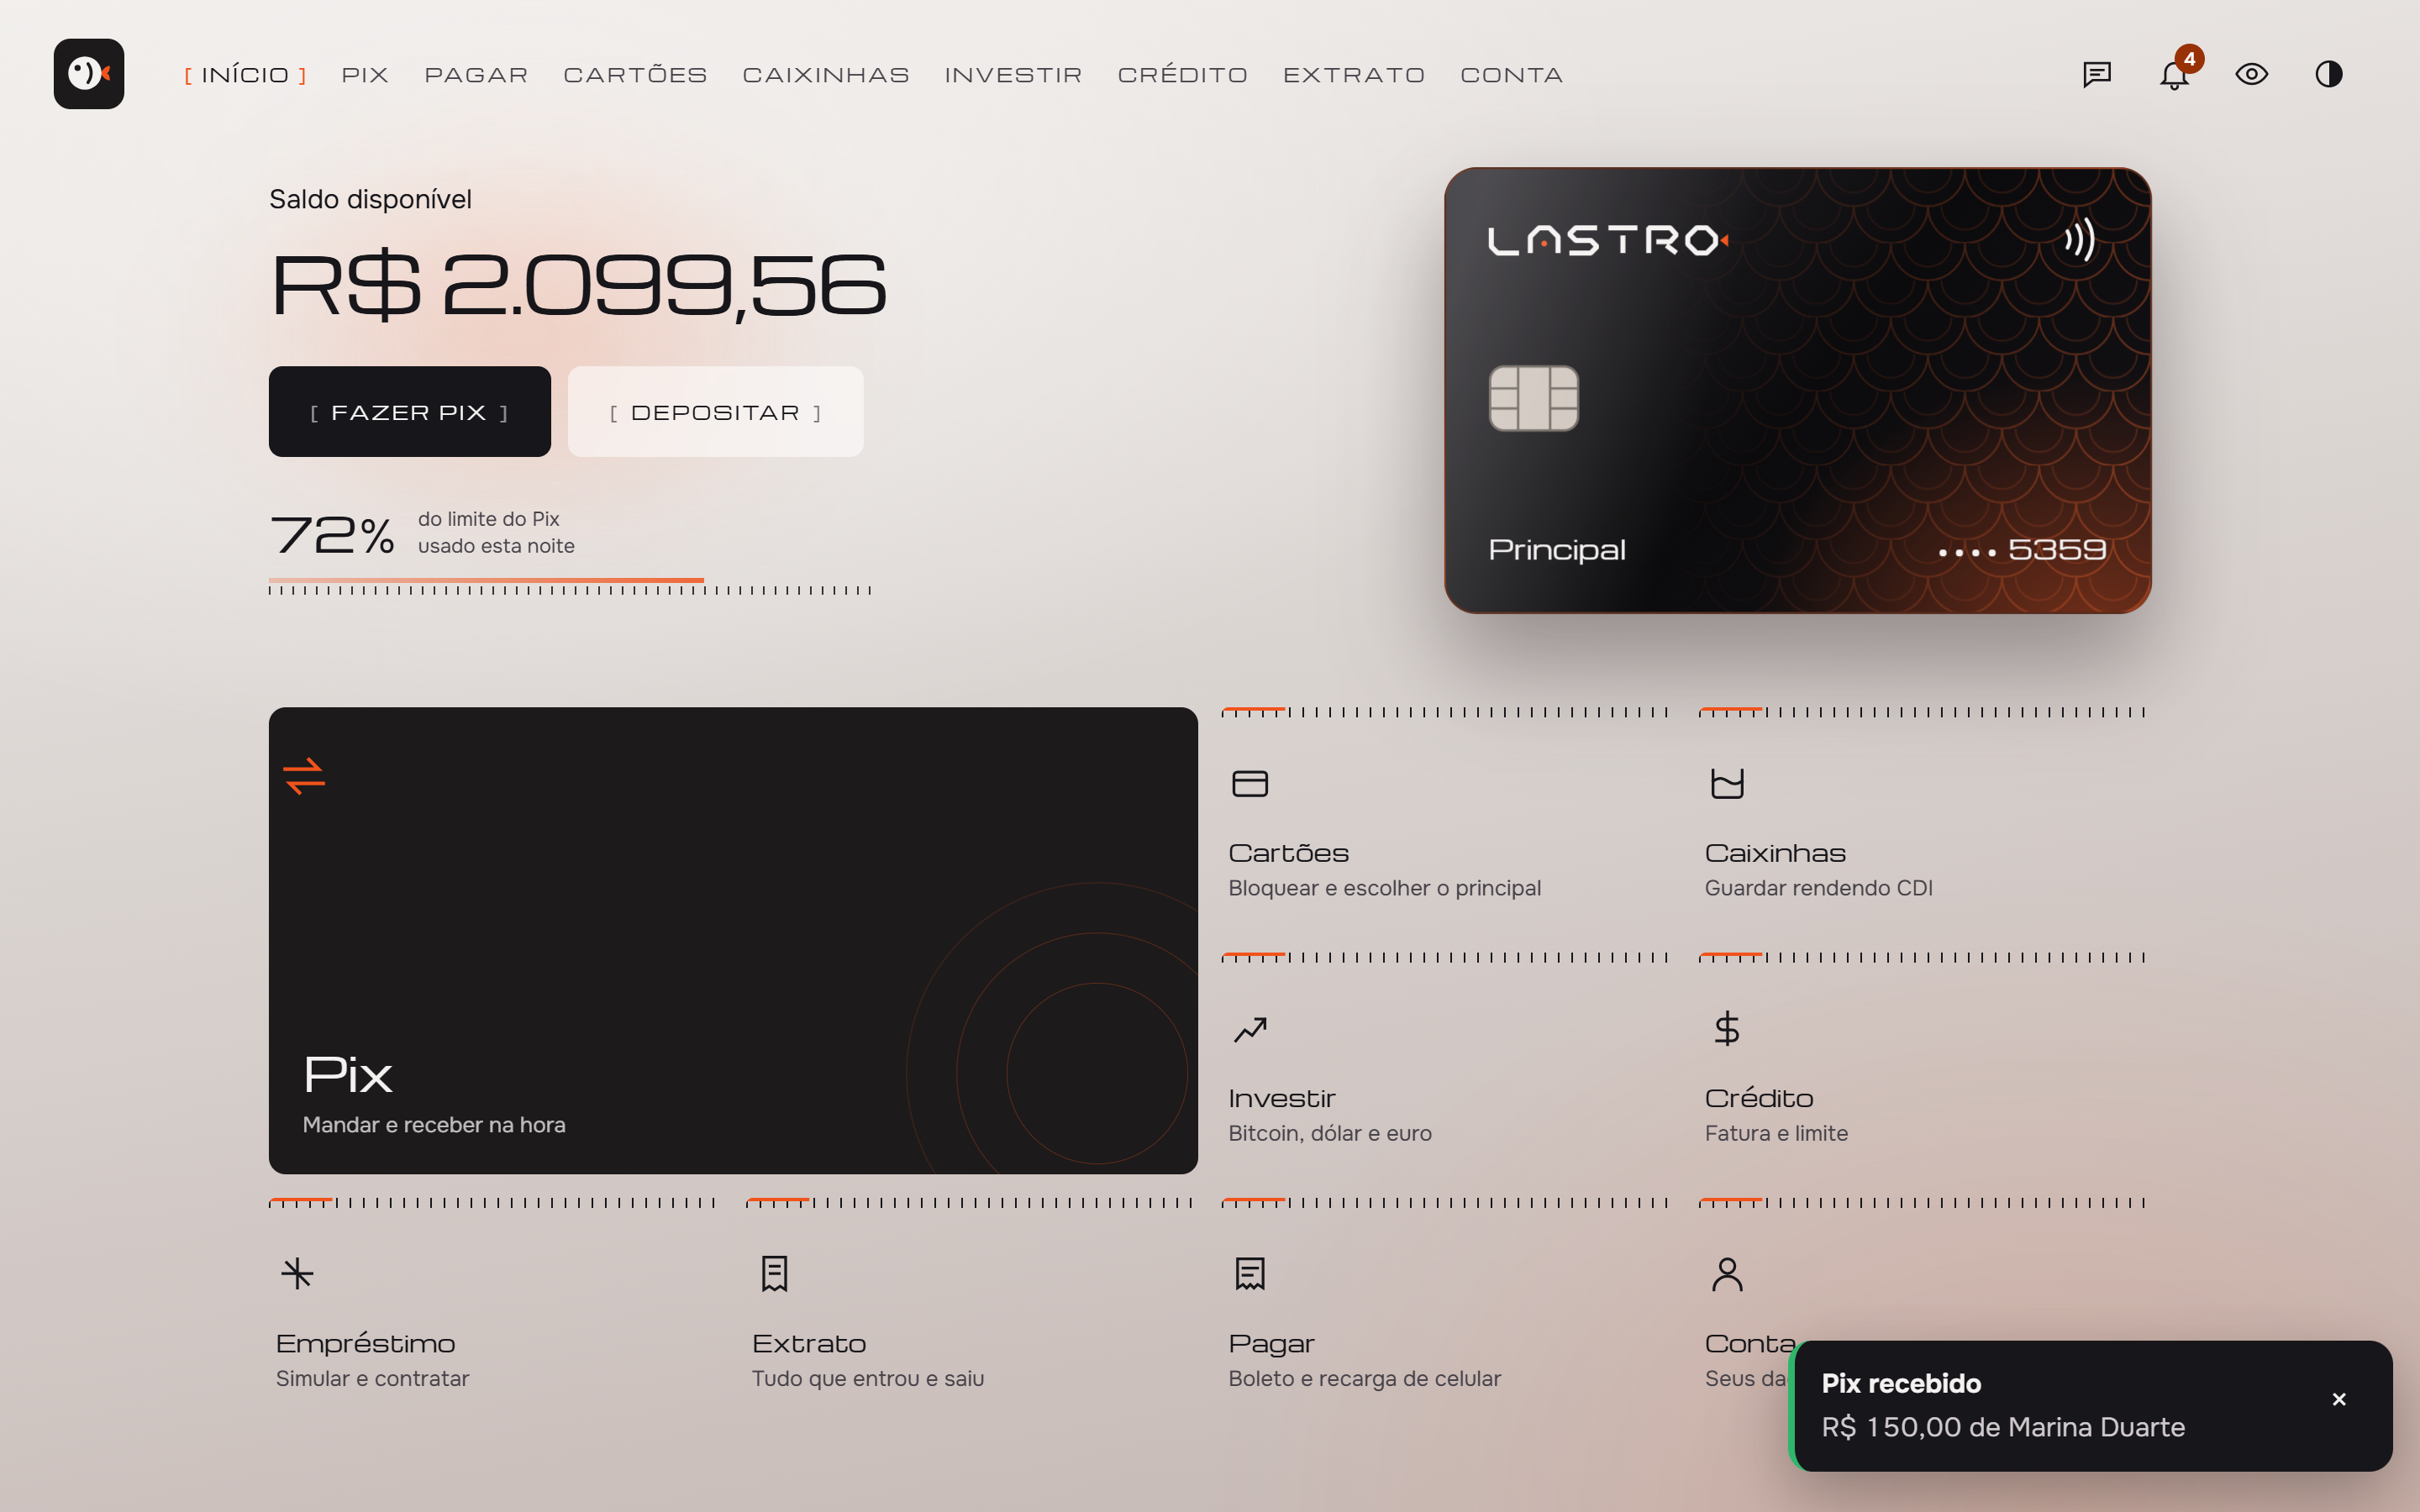 [ INÍCIO ] PIX PAGAR CARTÕES CAIXINHAS INVESTIR CRÉDITO EXTRATO CONTA
4
Saldo disponível
R$ 2.099,56
[ FAZER PIX ] [ DEPOSITAR ]
72%
do limite do Pix
usado esta noite
LASTRO
Principal
•••• 5359
Pix
Mandar e receber na hora
Cartões
Bloquear e escolher o principal
Caixinhas
Guardar rendendo CDI
Investir
Bitcoin, dólar e euro
Crédito
Fatura e limite
Empréstimo
Simular e contratar
Extrato
Tudo que entrou e saiu
Pagar
Boleto e recarga de celular
Conta
Seus da
Pix recebido
R$ 150,00 de Marina Duarte
×